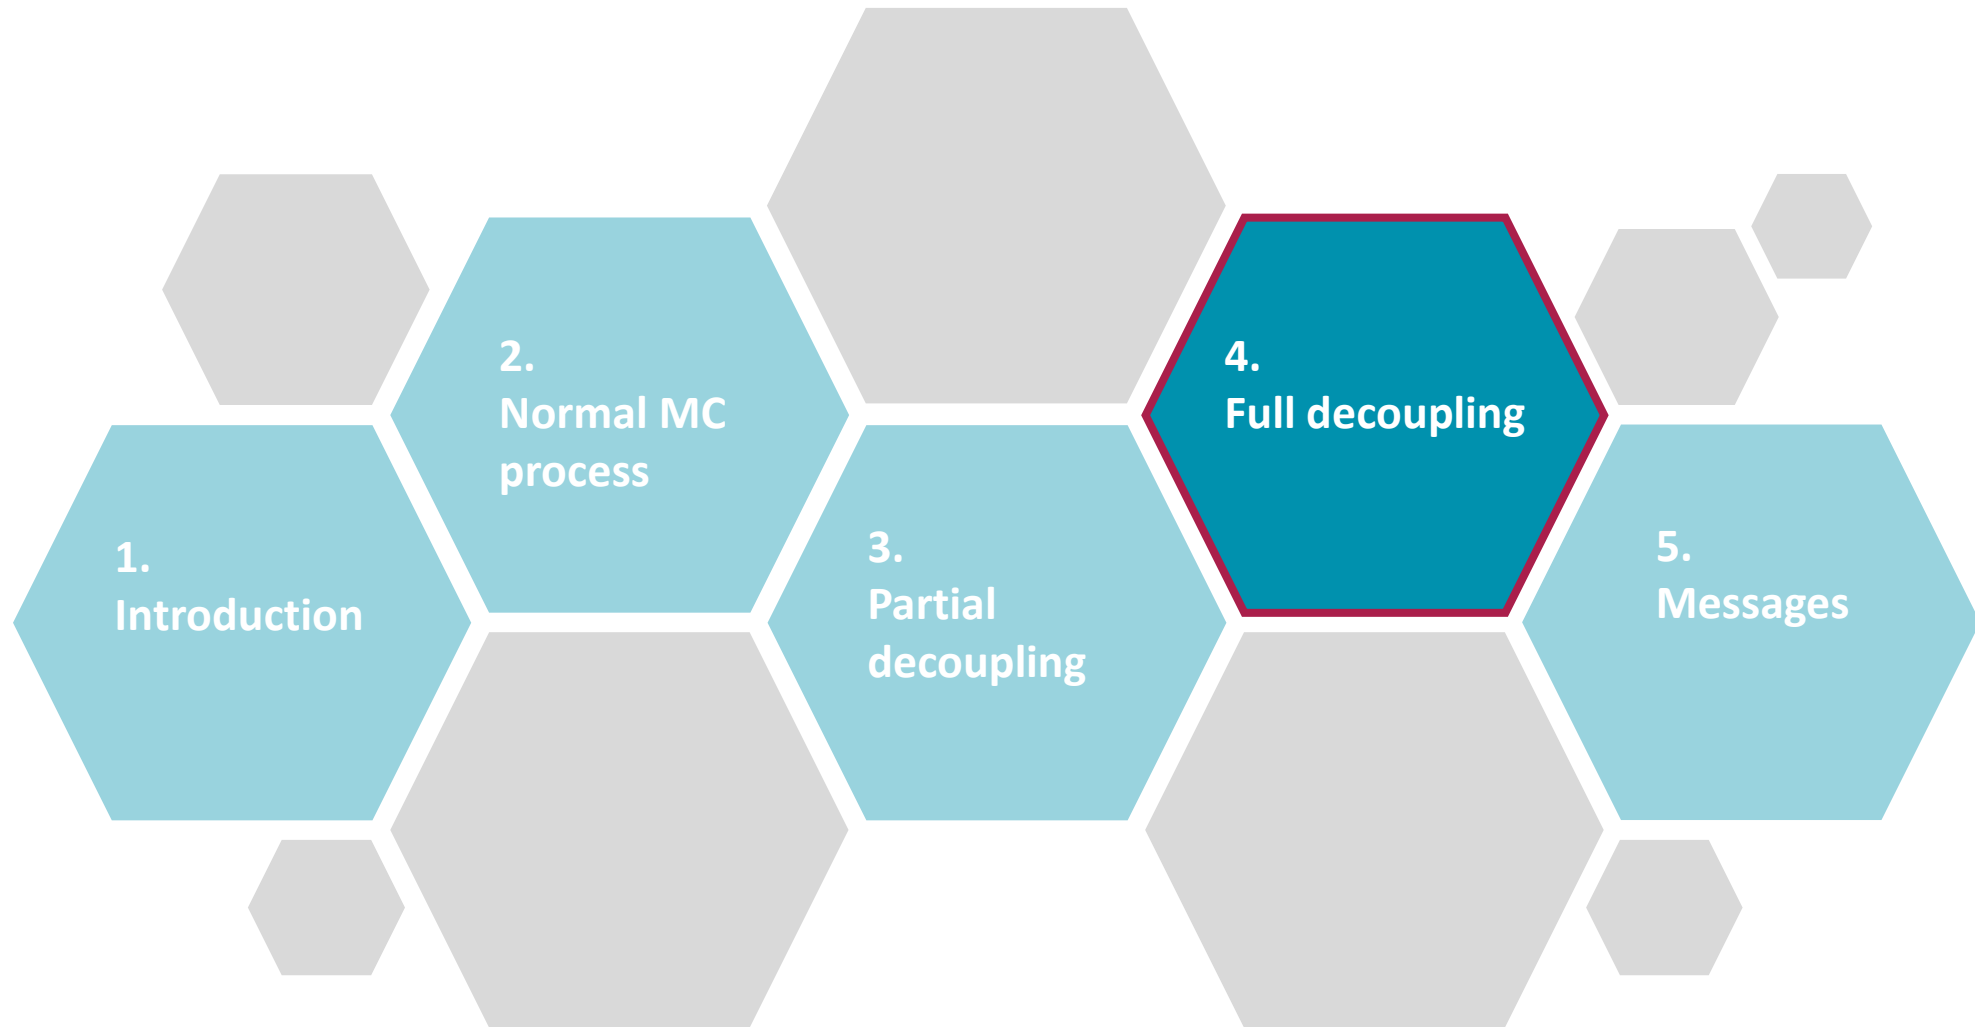 1.
Introduction
2.
Normal MC
process
3.
Partial
decoupling
4.
Full decoupling
5.
Messages